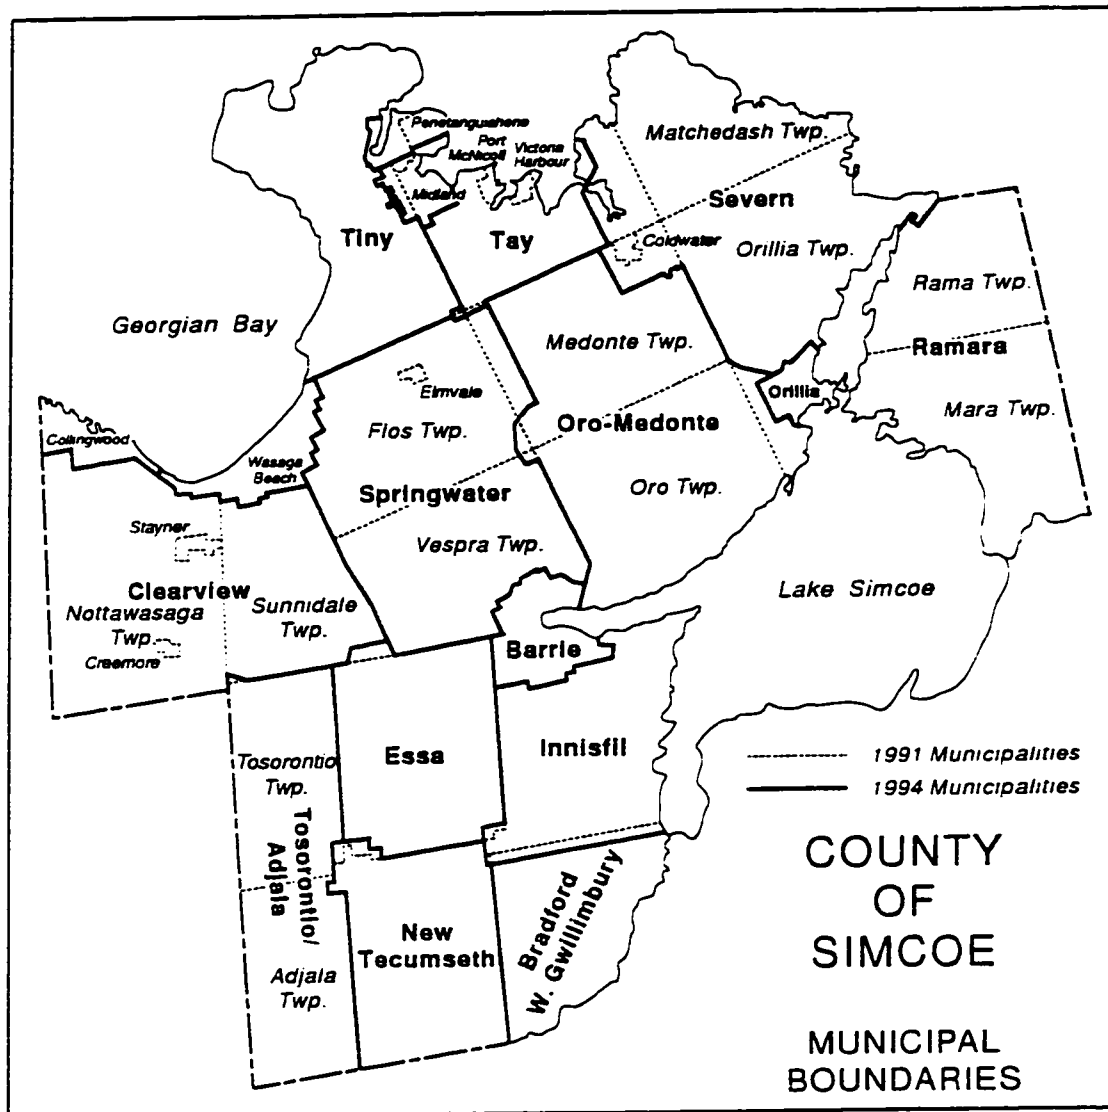 Penetanguishene
Port
McNicoll
Victoria
Harbour
Matchedash Twp.
Midland
Severn
Tiny
Tay
Coldwater
Orillia Twp.
Rama Twp.
Georgian Bay
Medonte Twp.
Ramara
Elmvale
Orillia
Mara Twp.
Flos Twp.
Oro-Medonte
Collingwood
Wasaga
Beach
Springwater
Oro Twp.
Stayner
Vespra Twp.
Clearview
Lake Simcoe
Nottawasaga
Twp.
Sunnidale
Twp.
Creemore
Barrie
Innisfil
Essa
Tosorontio
Twp.
1991 Municipalities
1994 Municipalities
Tosorontio/
Adjala
Bradford
W. Gwillimbury
New
Tecumseth
Adjala
Twp.
COUNTY
OF
SIMCOE
MUNICIPAL
BOUNDARIES